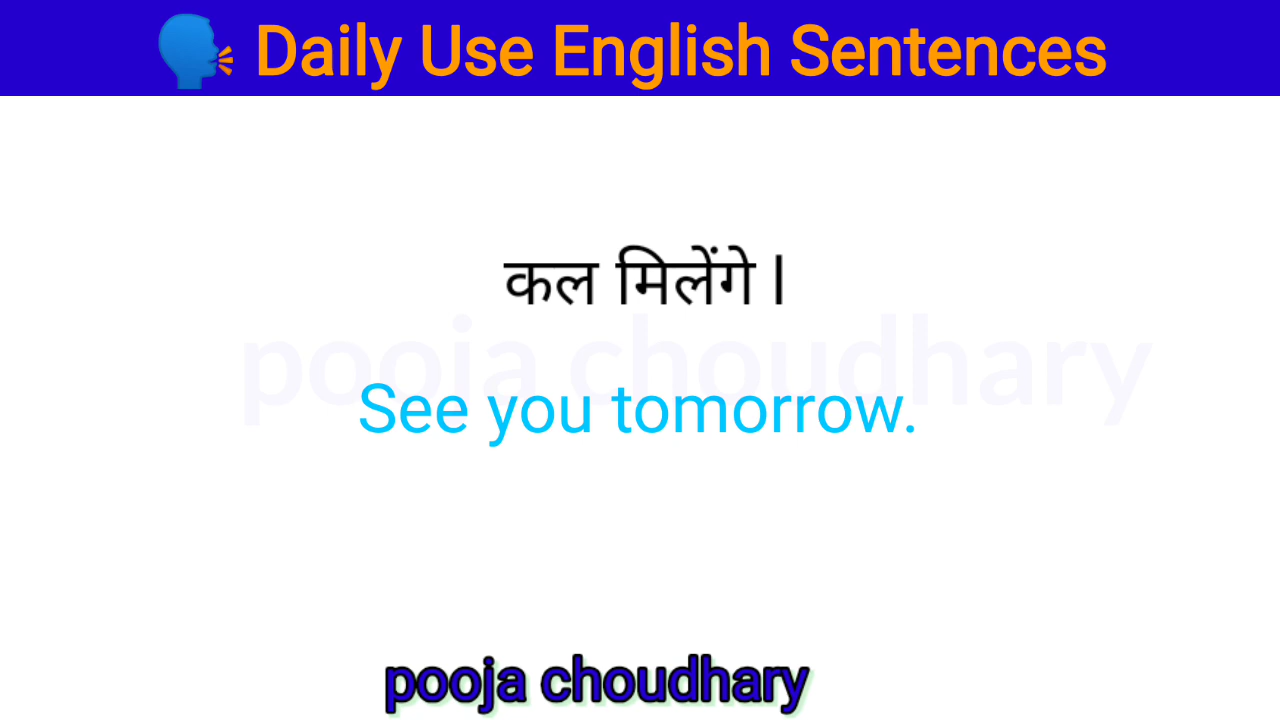 Daily Use English Sentences
कल मिलेंगे l
pooja choudhary
See you tomorrow.
pooja choudhary